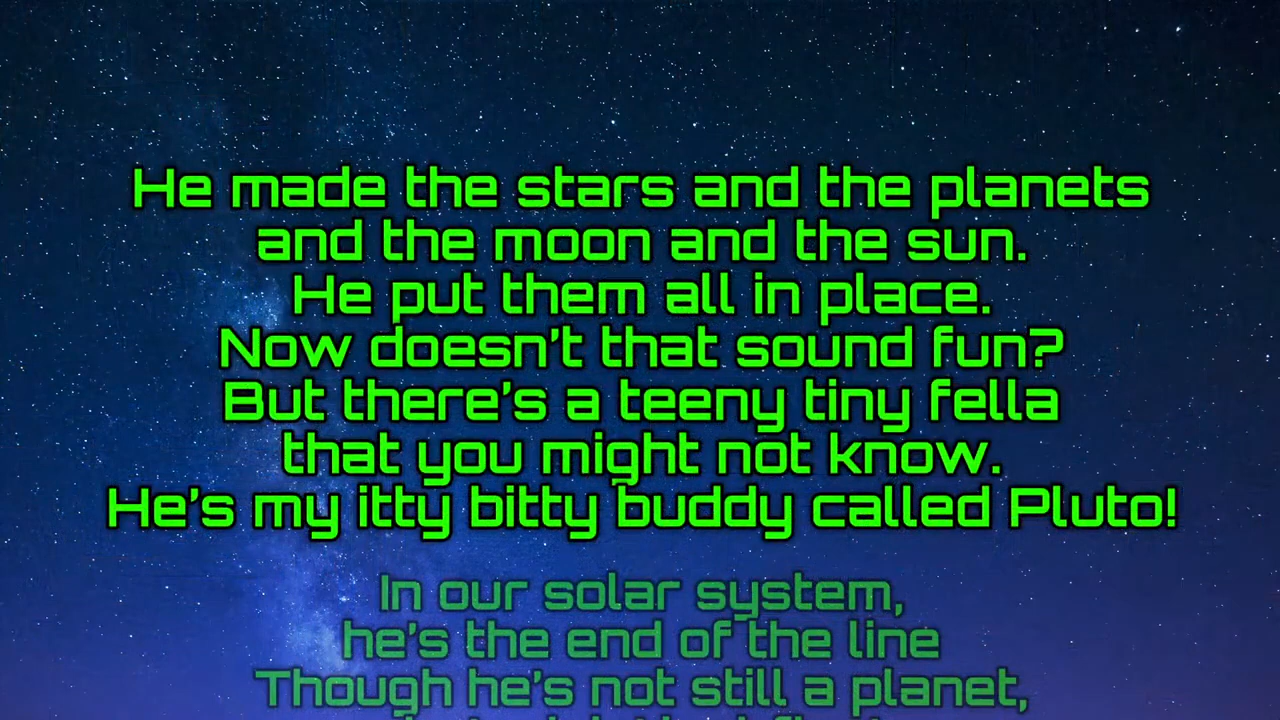 He made the stars and the planets
and the moon and the sun.
He put them all in place.
Now doesn't that sound fun?
But there's a teeny tiny fella
that you might not know.
He's my itty bitty buddy called Pluto!
In our solar system,
he's the end of the line
Though he's not still a planet,